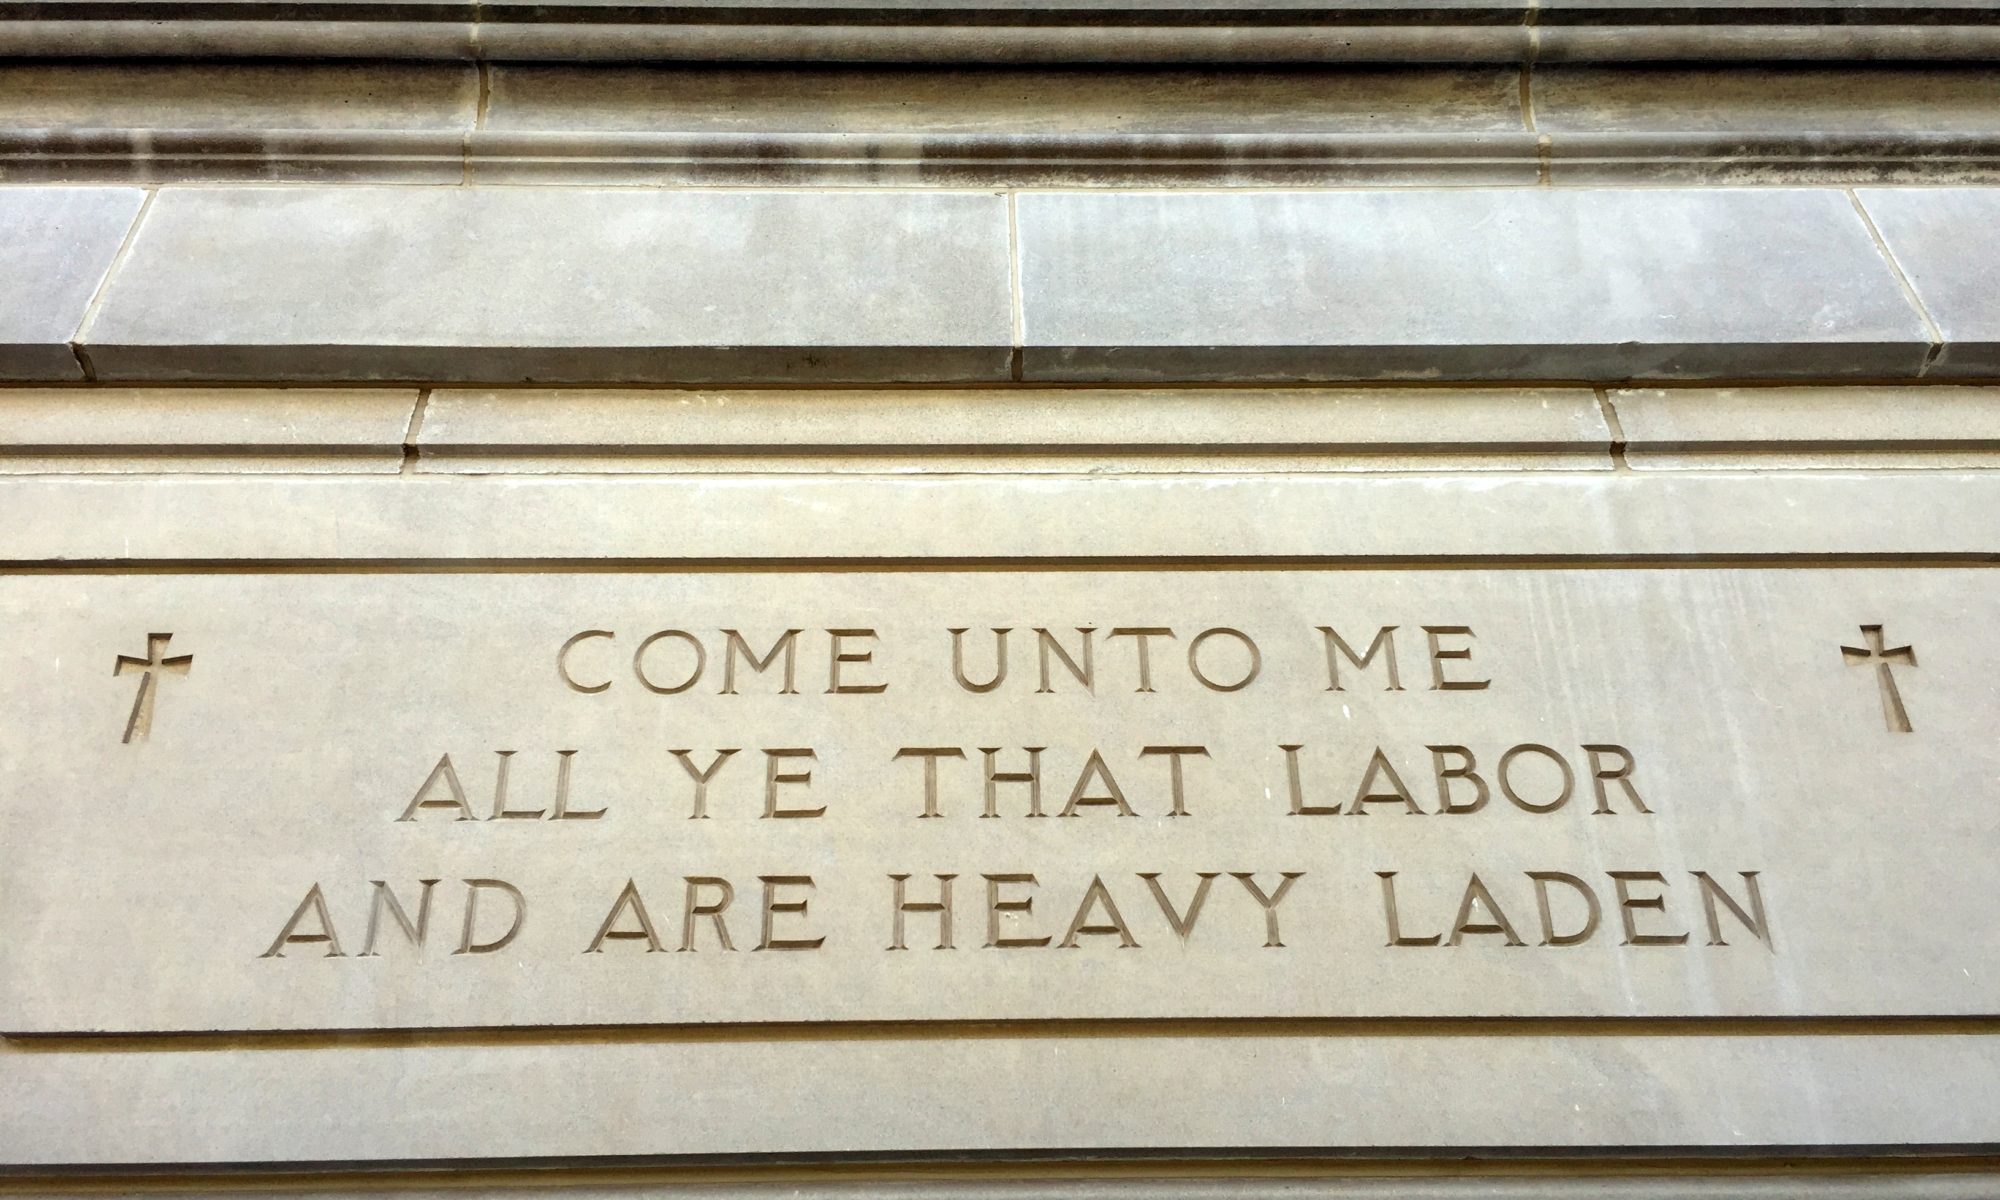 COME UNTO ME
ALL YE THAT LABOR
AND ARE HEAVY LADEN